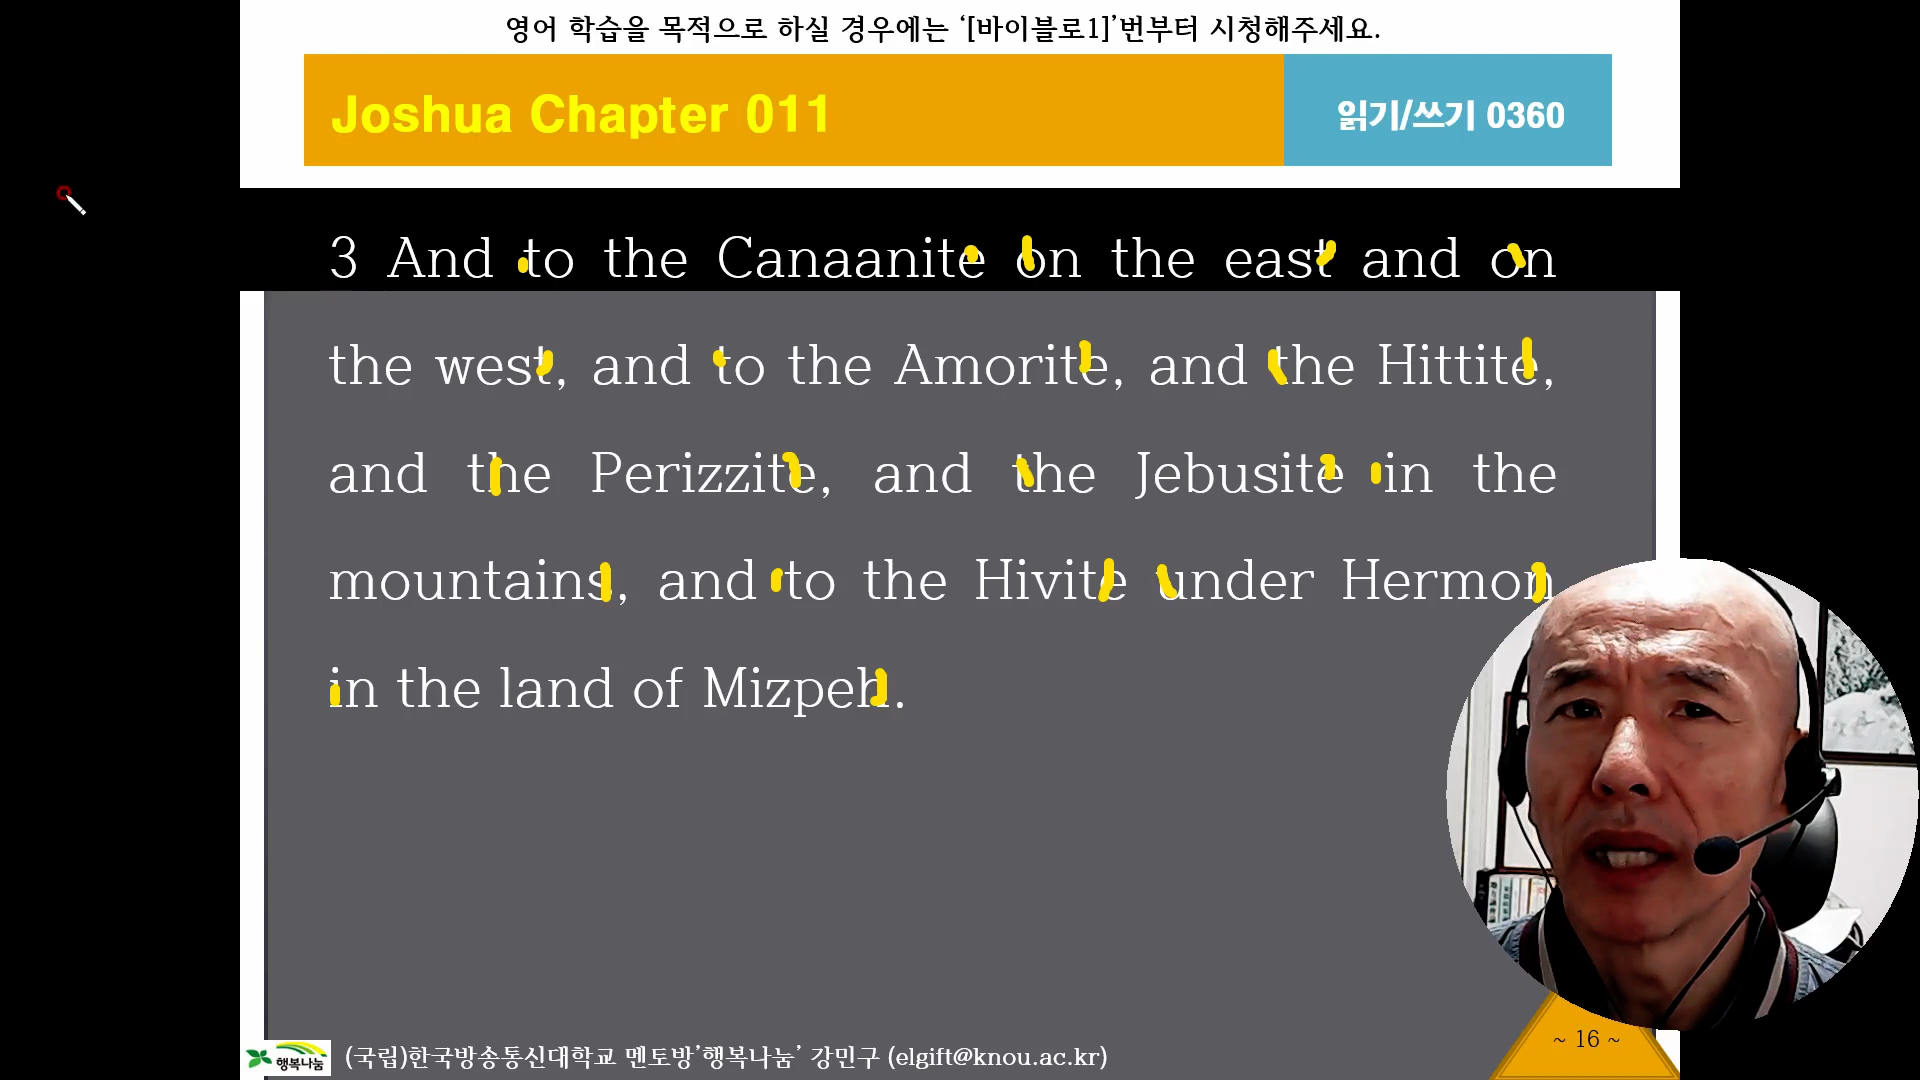 영어 학습을 목적으로 하실 경우에는 ‘[바이블로1]’번부터 시청해주세요.
Joshua Chapter 011
읽기/쓰기 0360
3 And to the Canaanite on the east and on
the west, and to the Amorite, and the Hittite,
and the Perizzite, and the Jebusite in the
mountains, and to the Hivite under Hermon
in the land of Mizpeh.
~ 16 ~
행복나눔
(국립)한국방송통신대학교 멘토방’행복나눔’ 강민구 (elgift@knou.ac.kr)